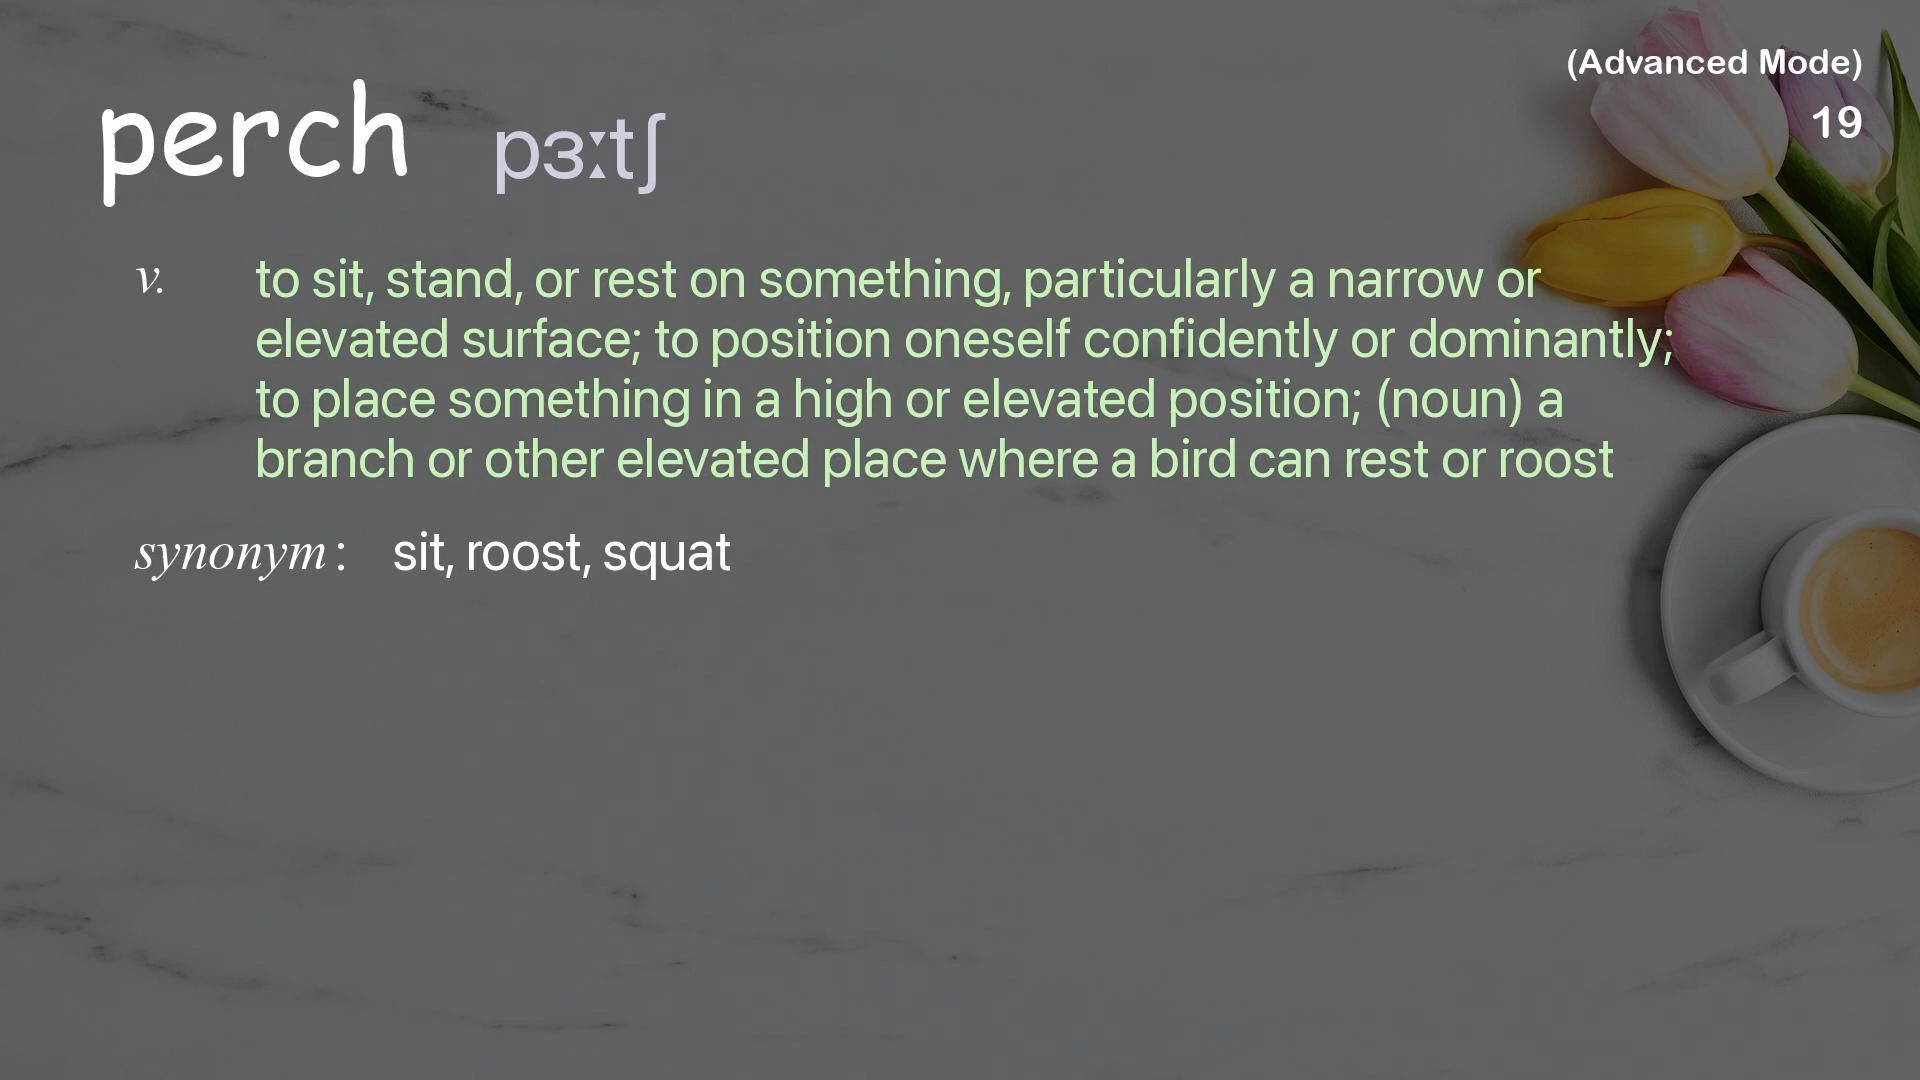 (Advanced Mode)
19
perch pɜːtʃ
v. to sit, stand, or rest on something, particularly a narrow or
elevated surface; to position oneself confidently or dominantly;
to place something in a high or elevated position; (noun) a
branch or other elevated place where a bird can rest or roost
synonym : sit, roost, squat